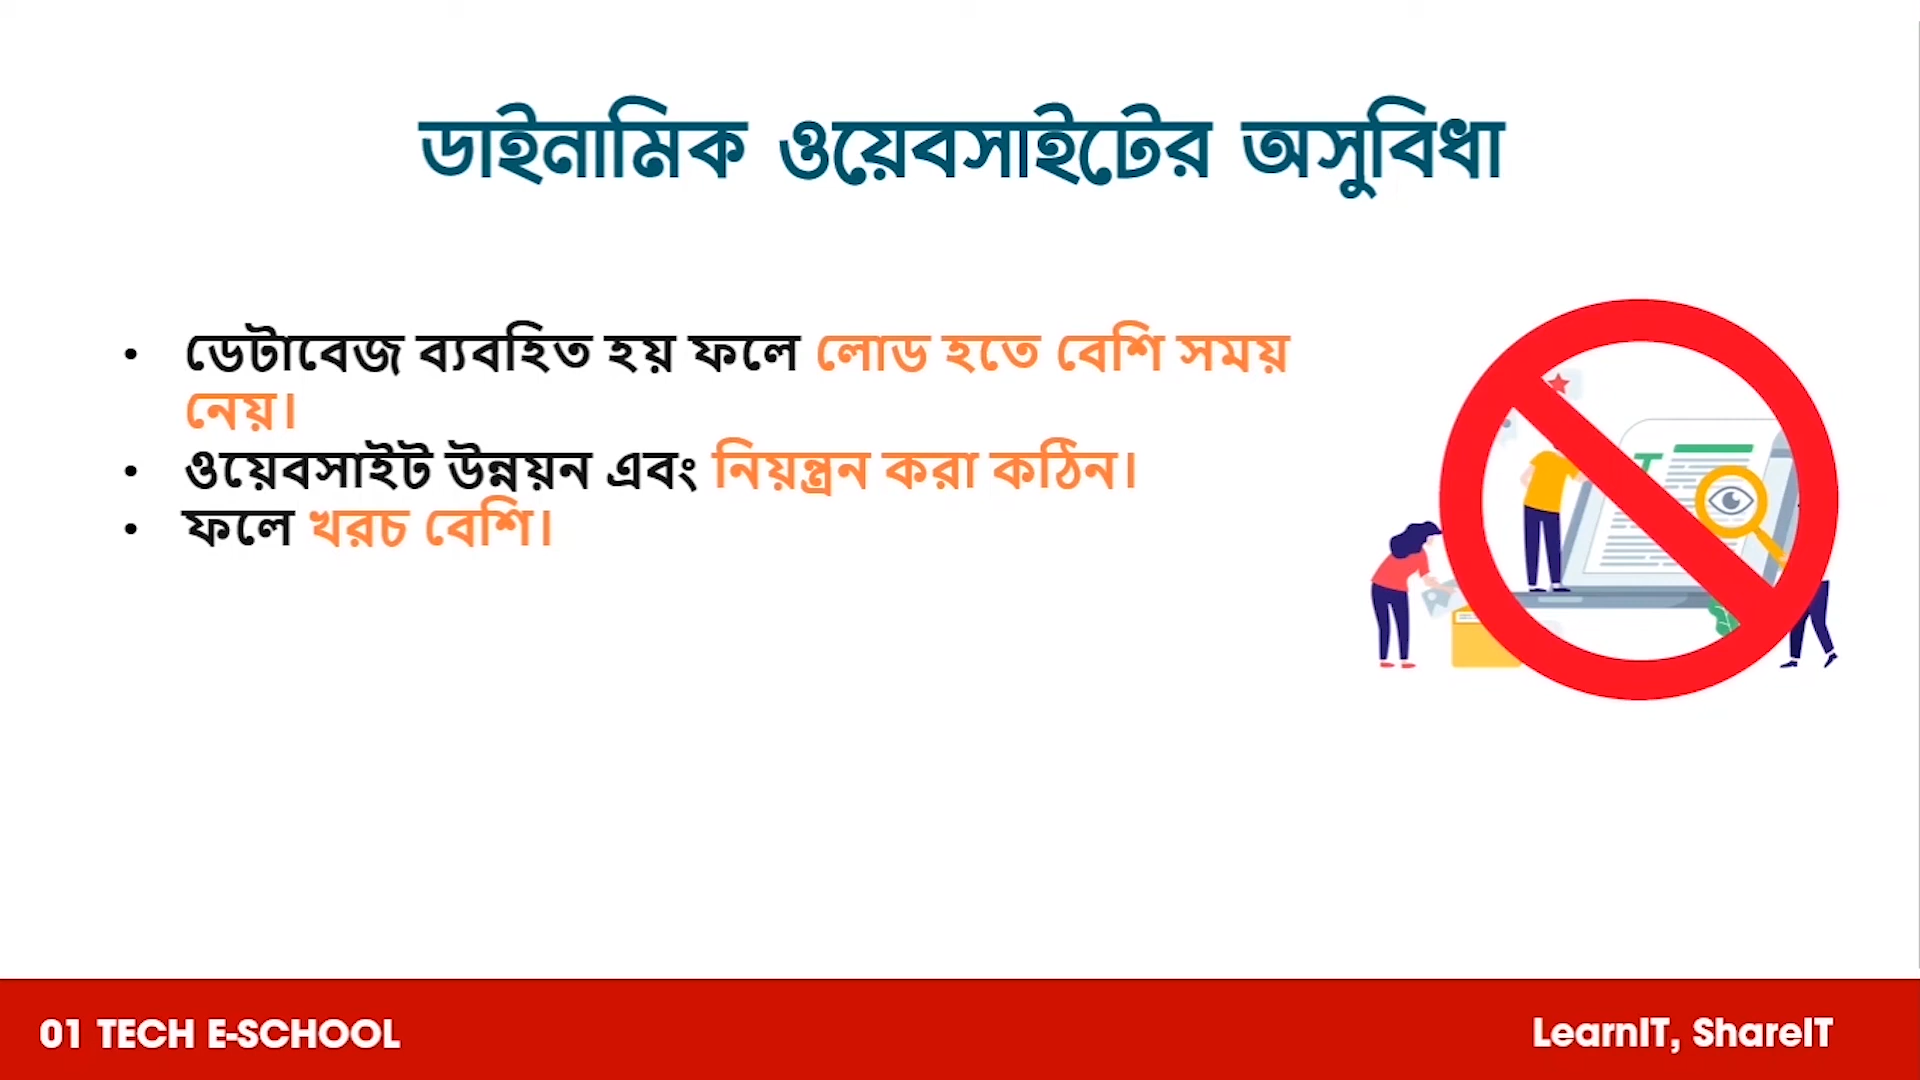 ডাইনামিক ওয়েবসাইটের অসুবিধা
• ডেটাবেজ ব্যবহিত হয় ফলে লোড হতে বেশি সময়
নেয়।
• ওয়েবসাইট উন্নয়ন এবং নিয়ন্ত্রন করা কঠিন।
• ফলে খরচ বেশি।
01 TECH E-SCHOOL
LearnIT, ShareIT